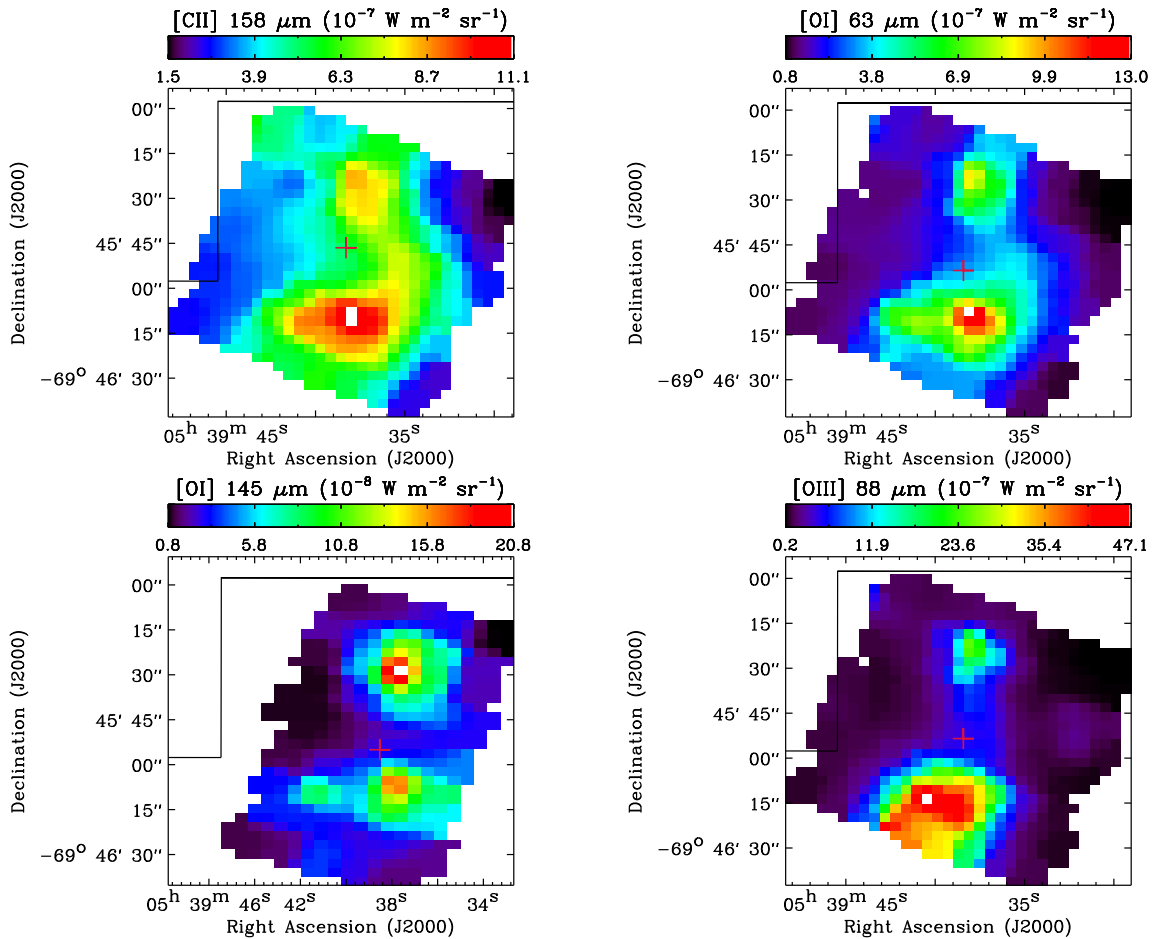 [CII] 158 μm (10⁻⁷ W m⁻² sr⁻¹)
1.5 3.9 6.3 8.7 11.1
Declination (J2000)
00″
15″
30″
45′ 45″
00″
15″
−69° 46′ 30″
05ʰ 39ᵐ 45ˢ 35ˢ
Right Ascension (J2000)
[OI] 63 μm (10⁻⁷ W m⁻² sr⁻¹)
0.8 3.8 6.9 9.9 13.0
Declination (J2000)
00″
15″
30″
45′ 45″
00″
15″
−69° 46′ 30″
05ʰ 39ᵐ 45ˢ 35ˢ
Right Ascension (J2000)
[OI] 145 μm (10⁻⁸ W m⁻² sr⁻¹)
0.8 5.8 10.8 15.8 20.8
Declination (J2000)
00″
15″
30″
45′ 45″
00″
15″
−69° 46′ 30″
05ʰ 39ᵐ 46ˢ 42ˢ 38ˢ 34ˢ
Right Ascension (J2000)
[OIII] 88 μm (10⁻⁷ W m⁻² sr⁻¹)
0.2 11.9 23.6 35.4 47.1
Declination (J2000)
00″
15″
30″
45′ 45″
00″
15″
−69° 46′ 30″
05ʰ 39ᵐ 45ˢ 35ˢ
Right Ascension (J2000)